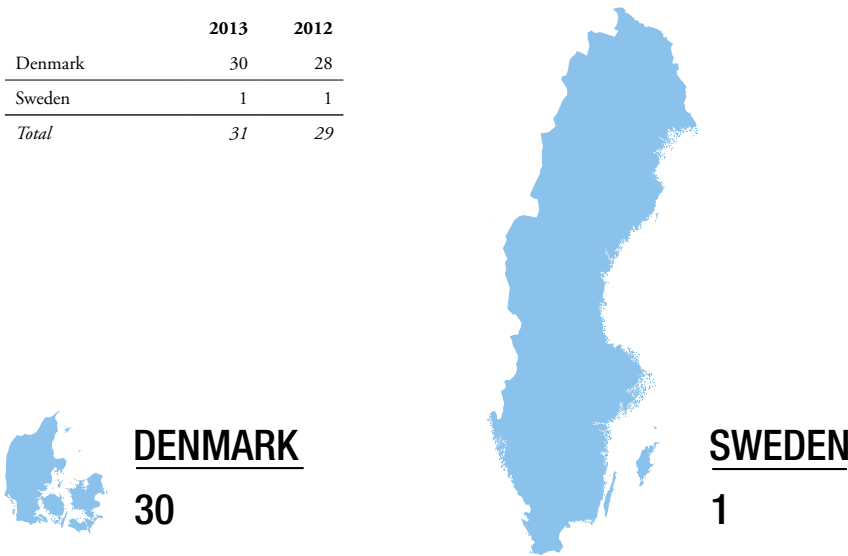 2013 2012
Denmark 30 28
Sweden 1 1
Total 31 29
DENMARK
30
SWEDEN
1